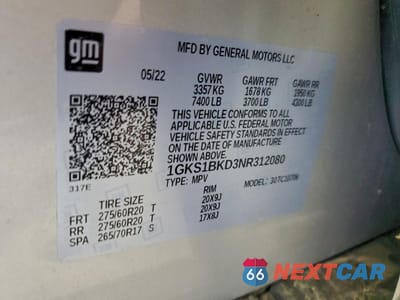 gm
MFD BY GENERAL MOTORS LLC
05/22 GVWR GAWR FRT GAWR RR
3357 KG 1678 KG 1950 KG
7400 LB 3700 LB 4300 LB
THIS VEHICLE CONFORMS TO ALL APPLICABLE
U.S. FEDERAL MOTOR
VEHICLE SAFETY STANDARDS IN EFFECT ON THE
DATE OF MANUFACTURE SHOWN ABOVE.
1GKS1BKD3NR312080
TYPE: MPV MODEL:
317E
TIRE SIZE RIM
FRT 275/60R20 T 20X9J
RR 275/60R20 T 20X9J
SPA 265/70R17 S 17X8J
66 NEXTCAR